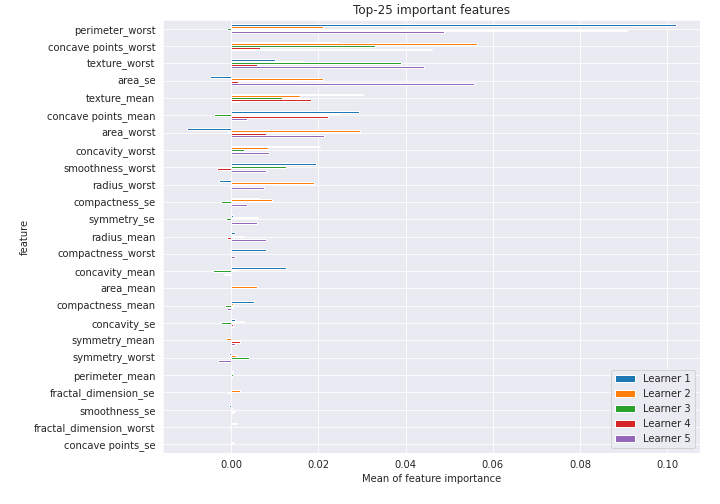 Top-25 important features
perimeter_worst
concave points_worst
texture_worst
area_se
texture_mean
concave points_mean
area_worst
concavity_worst
smoothness_worst
radius_worst
compactness_se
symmetry_se
radius_mean
compactness_worst
concavity_mean
area_mean
compactness_mean
concavity_se
symmetry_mean
symmetry_worst
perimeter_mean
fractal_dimension_se
smoothness_se
fractal_dimension_worst
concave points_se
feature
Learner 1
Learner 2
Learner 3
Learner 4
Learner 5
0.00 0.02 0.04 0.06 0.08 0.10
Mean of feature importance